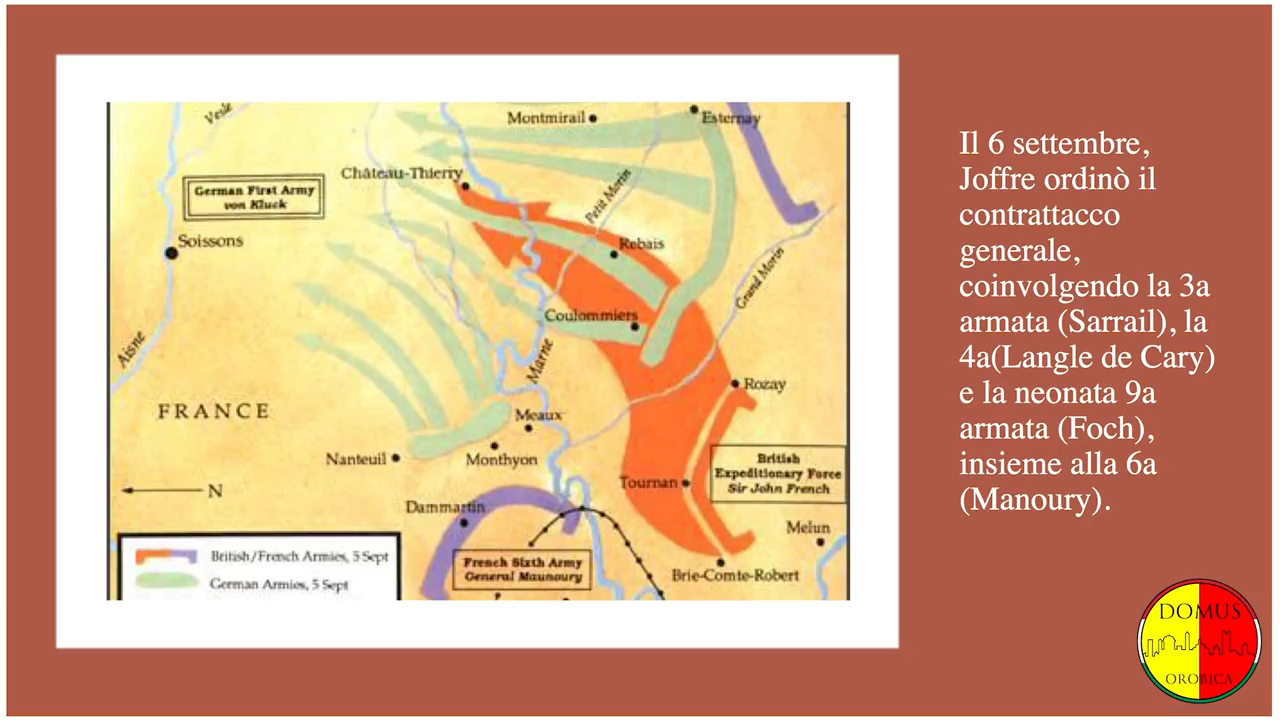 Vesle
Montmirail
Esternay
Château-Thierry
German First Army
von Kluck
Petit Morin
Soissons
Rebais
Grand Morin
Coulommiers
Aisne
Marne
Rozay
FRANCE
Meaux
Nanteuil
Monthyon
British
Expeditionary Force
Sir John French
N
Tournan
Dammartin
Melun
French Sixth Army
General Maunoury
Brie-Comte-Robert
British/French Armies, 5 Sept
German Armies, 5 Sept
Il 6 settembre,
Joffre ordinò il
contrattacco
generale,
coinvolgendo la 3a
armata (Sarrail), la
4a(Langle de Cary)
e la neonata 9a
armata (Foch),
insieme alla 6a
(Manoury).
DOMUS
OROBICA